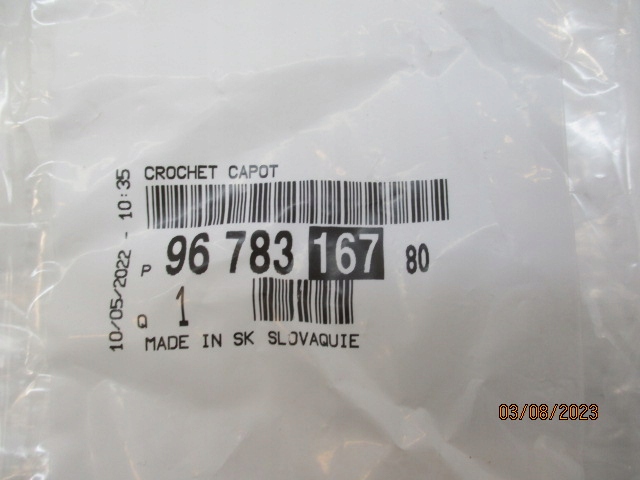 CROCHET CAPOT
10/05/2022 - 10:35
P 96 783 167 80
Q 1
MADE IN SK SLOVAQUIE
03/08/2023